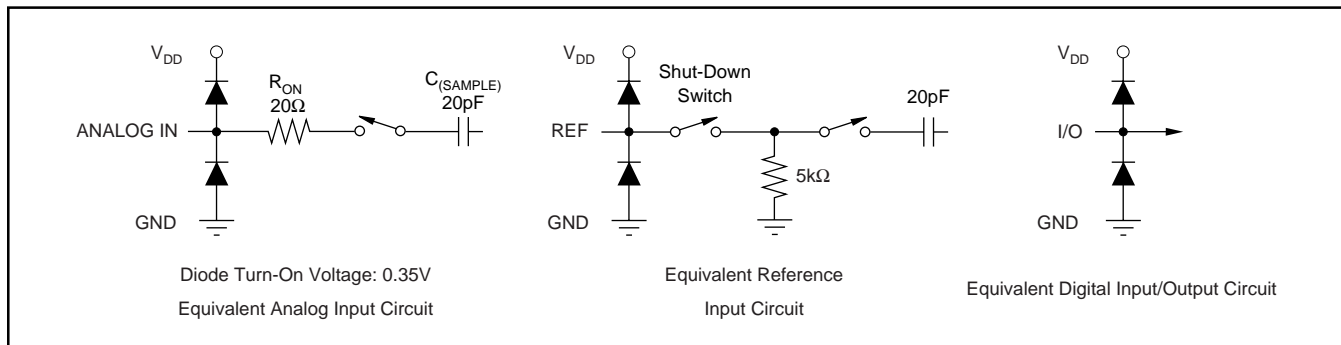 V_DD
R_ON
20Ω
C_(SAMPLE)
20pF
ANALOG IN
GND
Diode Turn-On Voltage: 0.35V
Equivalent Analog Input Circuit
V_DD
Shut-Down
Switch
20pF
REF
5kΩ
GND
Equivalent Reference
Input Circuit
V_DD
I/O
GND
Equivalent Digital Input/Output Circuit